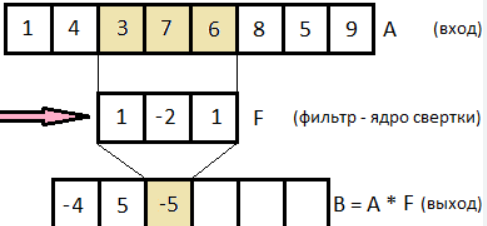 1 4 3 7 6 8 5 9 A (вход)
1 -2 1 F (фильтр - ядро свертки)
-4 5 -5 B = A * F (выход)